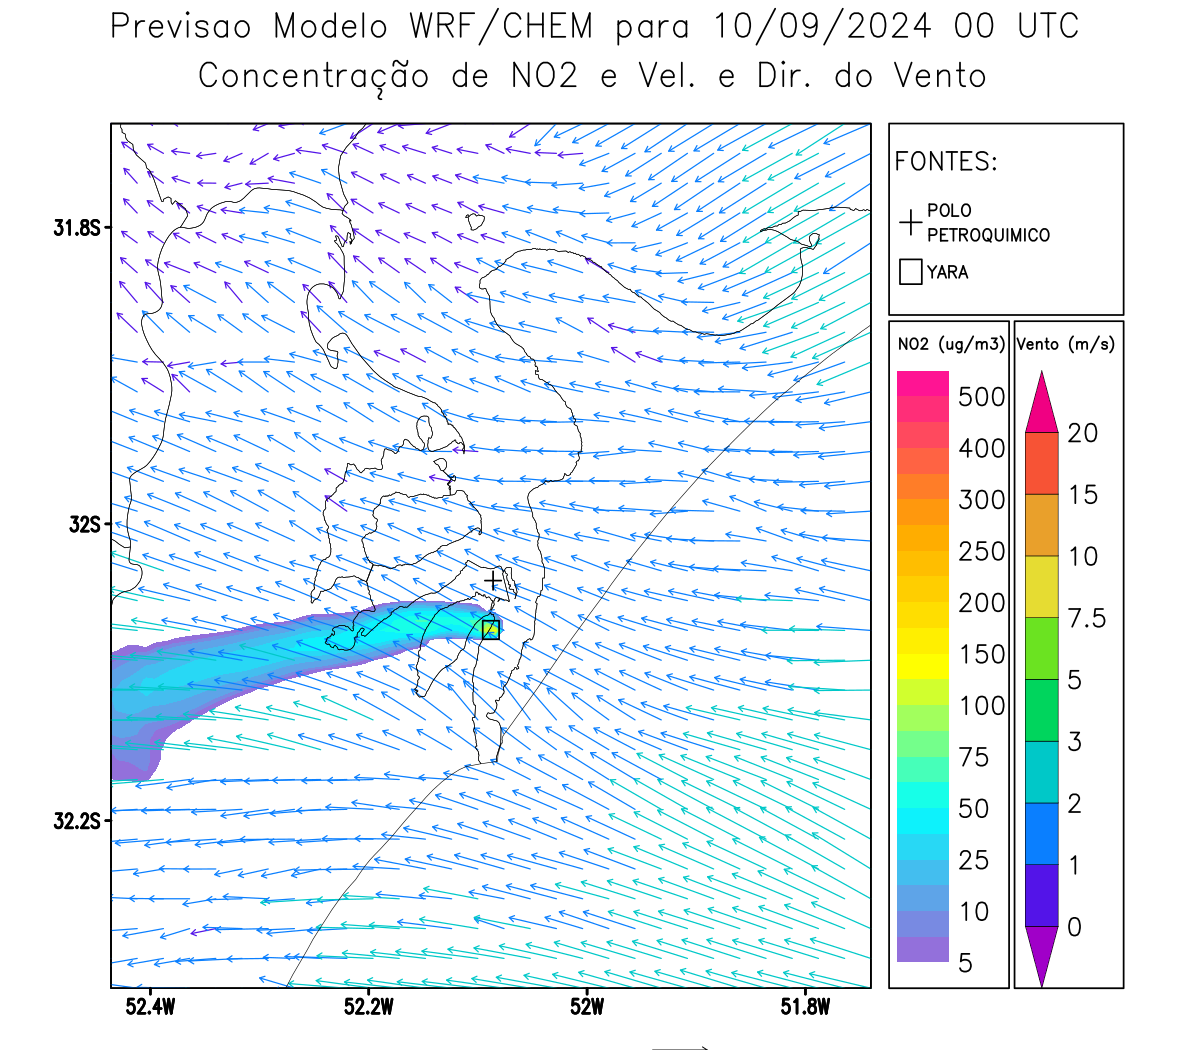 Previsao Modelo WRF/CHEM para 10/09/2024 00 UTC
Concentração de NO2 e Vel. e Dir. do Vento
FONTES:
POLO
PETROQUIMICO
YARA
NO2 (ug/m3)
500
400
300
250
200
150
100
75
50
25
10
5
Vento (m/s)
20
15
10
7.5
5
3
2
1
0
31.8S
32S
32.2S
52.4W
52.2W
52W
51.8W